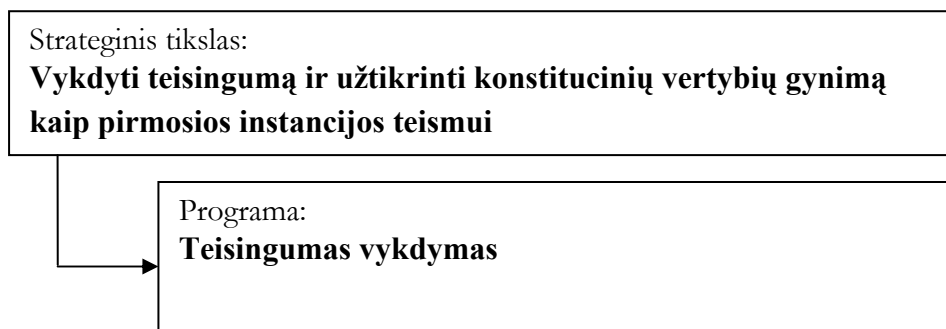 Strateginis tikslas:
Vykdyti teisingumą ir užtikrinti konstitucinių vertybių gynimą
kaip pirmosios instancijos teismui
Programa:
Teisingumas vykdymas